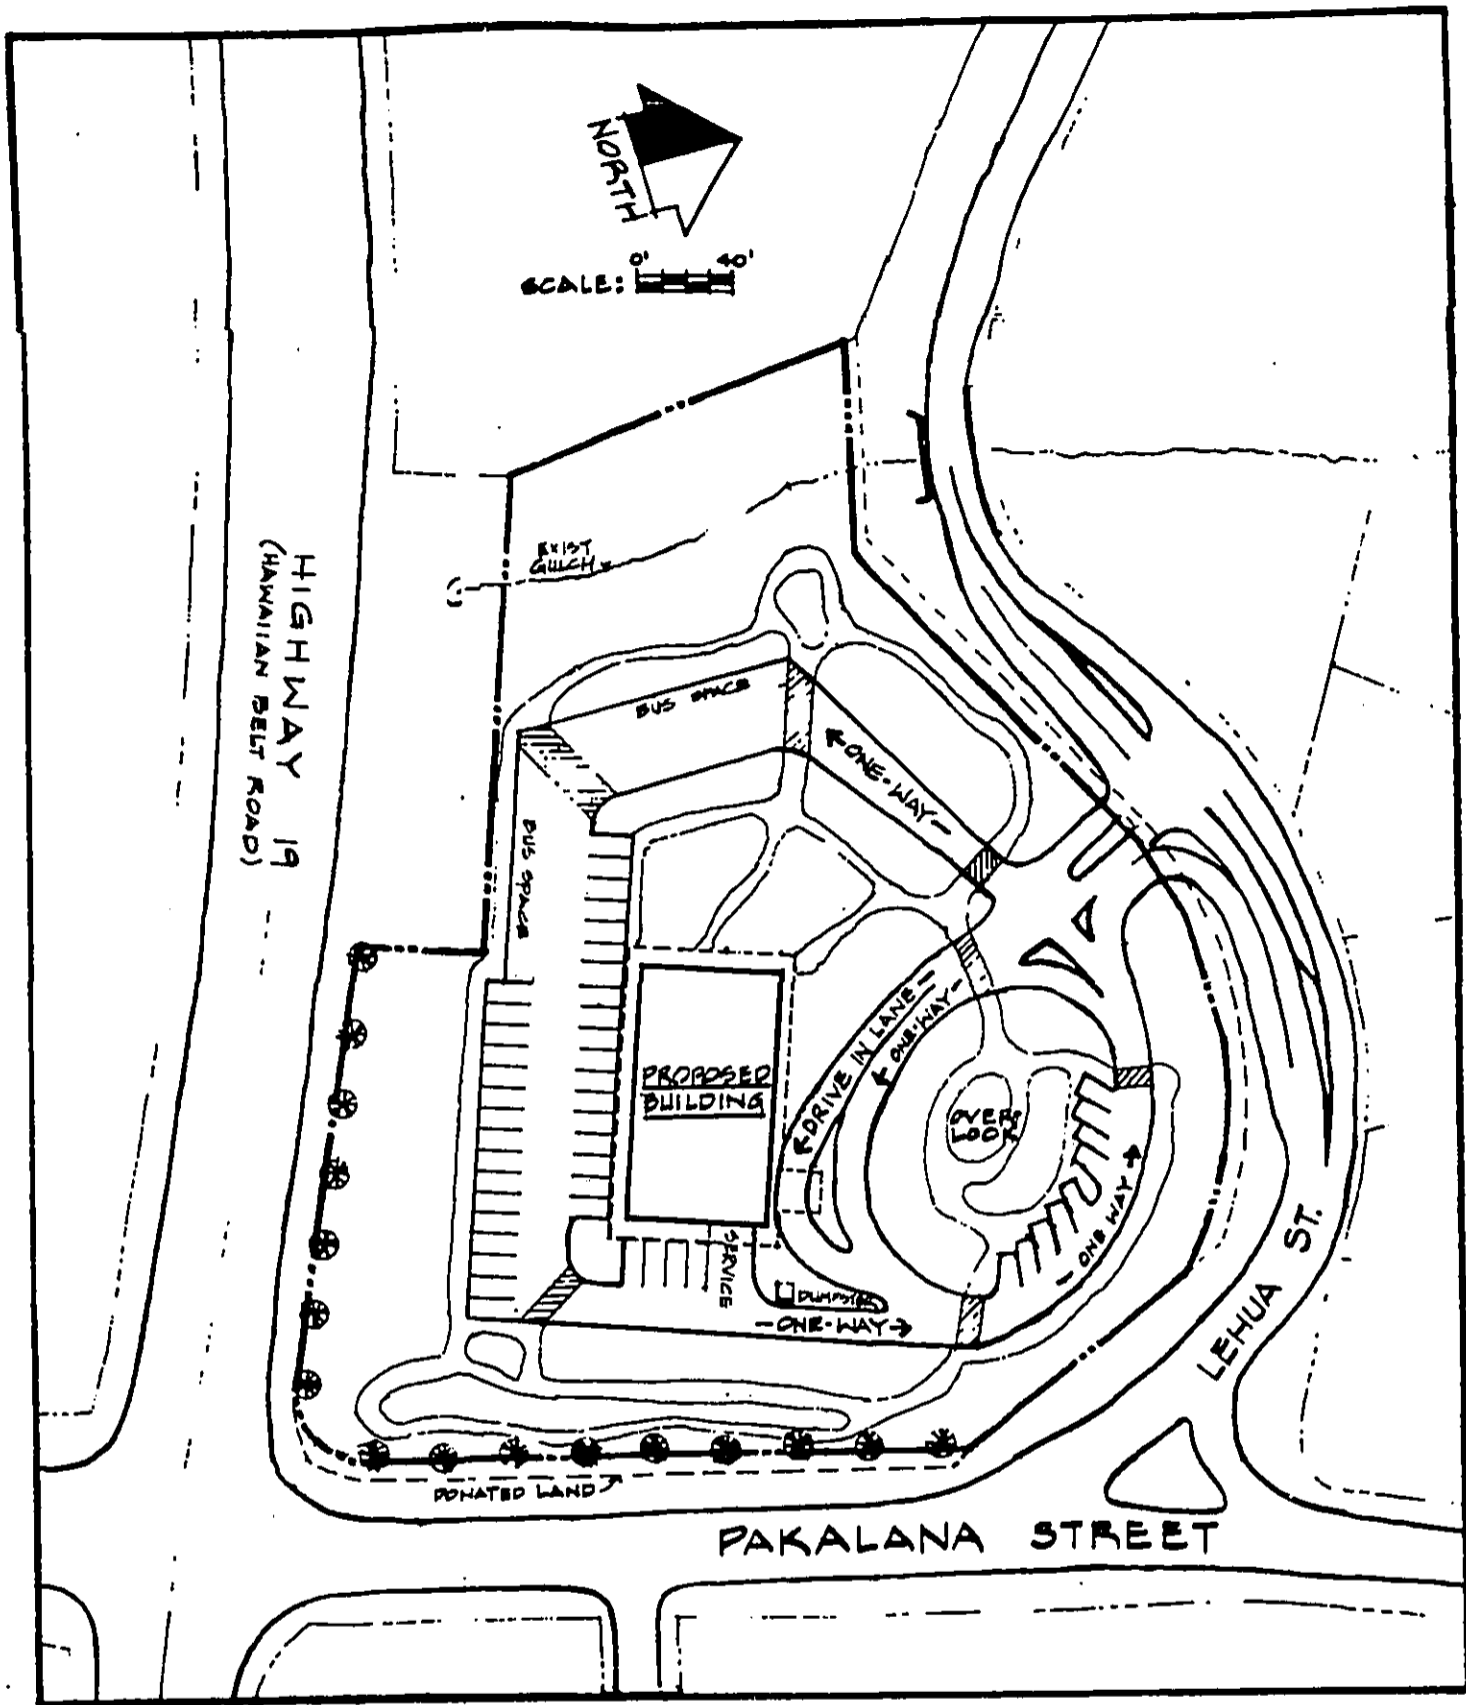 NORTH
0' 40'
SCALE:
EXIST
GULCH
HIGHWAY 19
(HAWAIIAN BELT ROAD)
BUS SPACE
ONE-WAY
BUS SPACE
DRIVE IN LANE
ONE-WAY
PROPOSED
BUILDING
OVER
LOOK
ONE WAY
SERVICE
DUMPSTER
ONE-WAY
LEHUA ST.
DONATED LAND
PAKALANA STREET